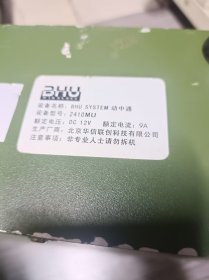 BHU
设备名称：BHU SYSTEM 动中通
设备型号：2410MU
额定电压：DC 12V 额定电流：9A
生产厂商：北京华信联创科技有限公司
注意事项：非专业人士请勿拆机